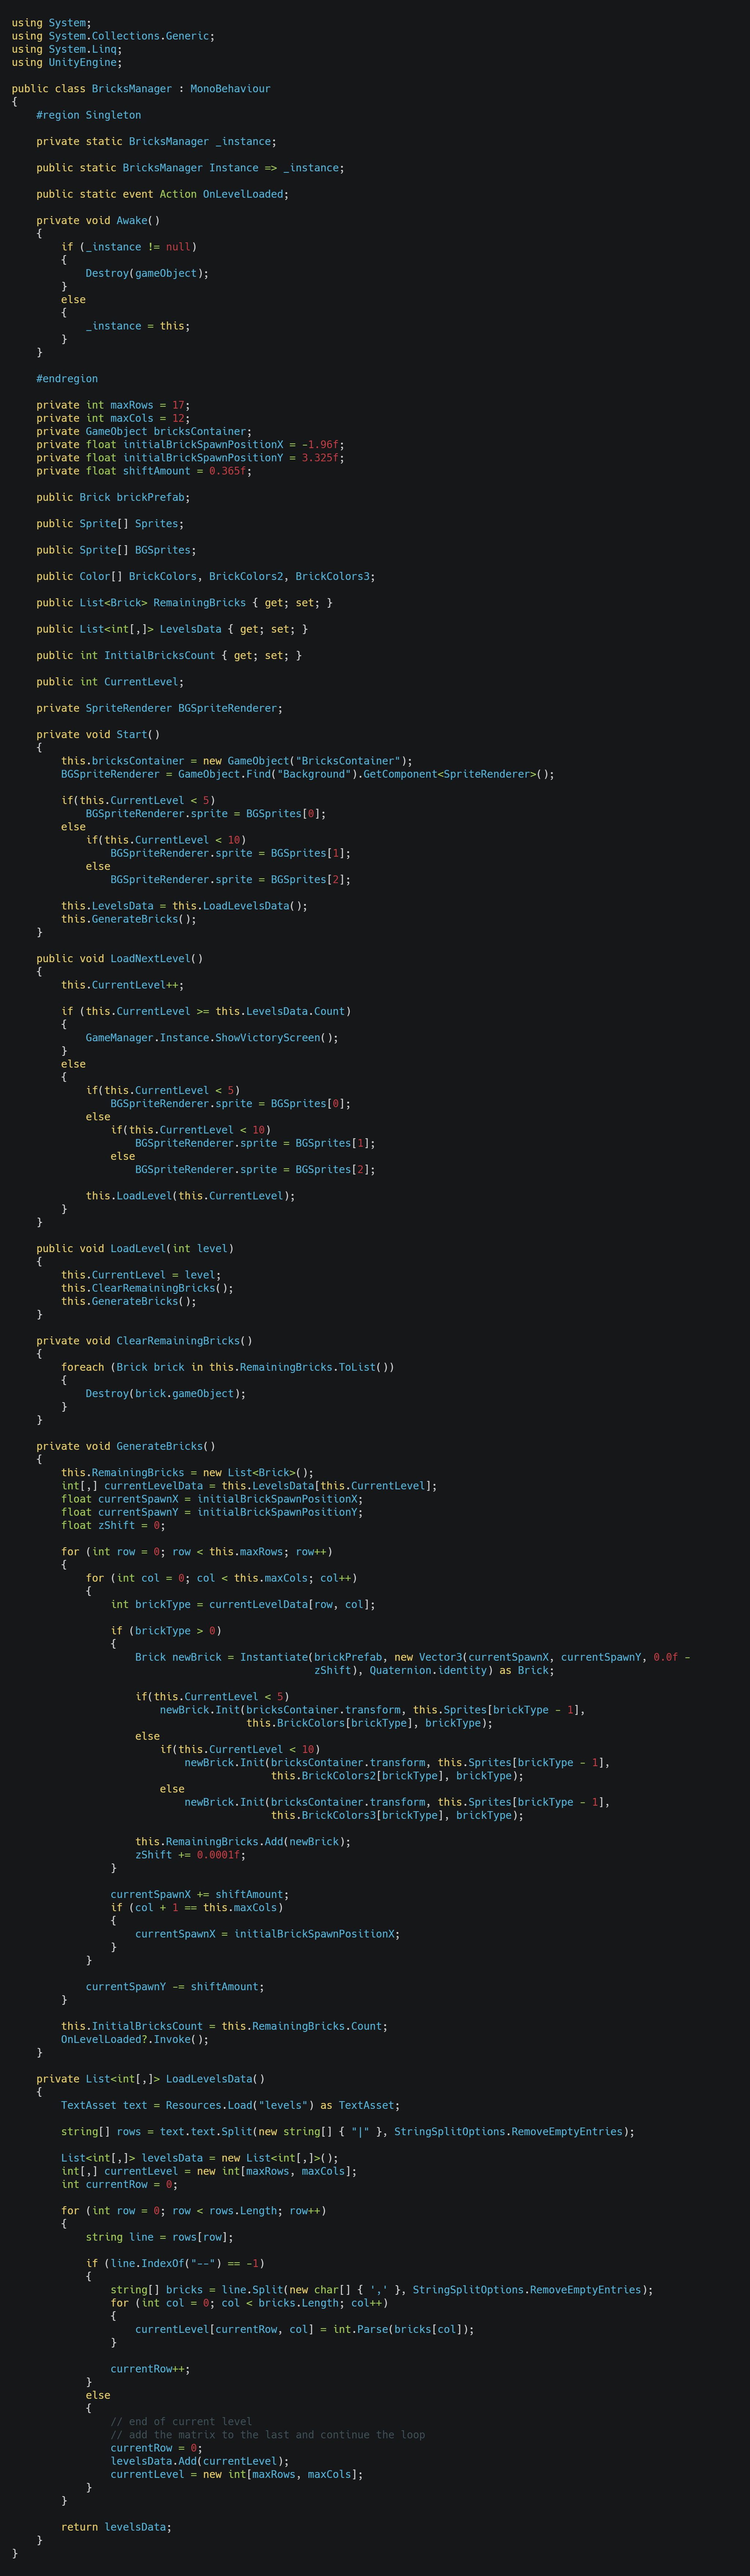 using System;
using System.Collections.Generic;
using System.Linq;
using UnityEngine;

public class BricksManager : MonoBehaviour
{
    #region Singleton

    private static BricksManager _instance;

    public static BricksManager Instance => _instance;

    public static event Action OnLevelLoaded;

    private void Awake()
    {
        if (_instance != null)
        {
            Destroy(gameObject);
        }
        else
        {
            _instance = this;
        }
    }

    #endregion

    private int maxRows = 17;
    private int maxCols = 12;
    private GameObject bricksContainer;
    private float initialBrickSpawnPositionX = -1.96f;
    private float initialBrickSpawnPositionY = 3.325f;
    private float shiftAmount = 0.365f;

    public Brick brickPrefab;

    public Sprite[] Sprites;

    public Sprite[] BGSprites;

    public Color[] BrickColors, BrickColors2, BrickColors3;

    public List<Brick> RemainingBricks { get; set; }

    public List<int[,]> LevelsData { get; set; }

    public int InitialBricksCount { get; set; }

    public int CurrentLevel;

    private SpriteRenderer BGSpriteRenderer;

    private void Start()
    {
        this.bricksContainer = new GameObject("BricksContainer");
        BGSpriteRenderer = GameObject.Find("Background").GetComponent<SpriteRenderer>();

        if(this.CurrentLevel < 5)
            BGSpriteRenderer.sprite = BGSprites[0];
        else
            if(this.CurrentLevel < 10)
                BGSpriteRenderer.sprite = BGSprites[1];
            else
                BGSpriteRenderer.sprite = BGSprites[2];

        this.LevelsData = this.LoadLevelsData();
        this.GenerateBricks();
    }

    public void LoadNextLevel()
    {
        this.CurrentLevel++;

        if (this.CurrentLevel >= this.LevelsData.Count)
        {
            GameManager.Instance.ShowVictoryScreen();
        }
        else
        {
            if(this.CurrentLevel < 5)
                BGSpriteRenderer.sprite = BGSprites[0];
            else
                if(this.CurrentLevel < 10)
                    BGSpriteRenderer.sprite = BGSprites[1];
                else
                    BGSpriteRenderer.sprite = BGSprites[2];

            this.LoadLevel(this.CurrentLevel);
        }
    }

    public void LoadLevel(int level)
    {
        this.CurrentLevel = level;
        this.ClearRemainingBricks();
        this.GenerateBricks();
    }

    private void ClearRemainingBricks()
    {
        foreach (Brick brick in this.RemainingBricks.ToList())
        {
            Destroy(brick.gameObject);
        }
    }

    private void GenerateBricks()
    {
        this.RemainingBricks = new List<Brick>();
        int[,] currentLevelData = this.LevelsData[this.CurrentLevel];
        float currentSpawnX = initialBrickSpawnPositionX;
        float currentSpawnY = initialBrickSpawnPositionY;
        float zShift = 0;

        for (int row = 0; row < this.maxRows; row++)
        {
            for (int col = 0; col < this.maxCols; col++)
            {
                int brickType = currentLevelData[row, col];

                if (brickType > 0)
                {
                    Brick newBrick = Instantiate(brickPrefab, new Vector3(currentSpawnX, currentSpawnY, 0.0f -
                                                 zShift), Quaternion.identity) as Brick;

                    if(this.CurrentLevel < 5)
                        newBrick.Init(bricksContainer.transform, this.Sprites[brickType - 1],
                                      this.BrickColors[brickType], brickType);
                    else
                        if(this.CurrentLevel < 10)
                            newBrick.Init(bricksContainer.transform, this.Sprites[brickType - 1],
                                          this.BrickColors2[brickType], brickType);
                        else
                            newBrick.Init(bricksContainer.transform, this.Sprites[brickType - 1],
                                          this.BrickColors3[brickType], brickType);

                    this.RemainingBricks.Add(newBrick);
                    zShift += 0.0001f;
                }

                currentSpawnX += shiftAmount;
                if (col + 1 == this.maxCols)
                {
                    currentSpawnX = initialBrickSpawnPositionX;
                }
            }

            currentSpawnY -= shiftAmount;
        }

        this.InitialBricksCount = this.RemainingBricks.Count;
        OnLevelLoaded?.Invoke();
    }

    private List<int[,]> LoadLevelsData()
    {
        TextAsset text = Resources.Load("levels") as TextAsset;

        string[] rows = text.text.Split(new string[] { "|" }, StringSplitOptions.RemoveEmptyEntries);

        List<int[,]> levelsData = new List<int[,]>();
        int[,] currentLevel = new int[maxRows, maxCols];
        int currentRow = 0;

        for (int row = 0; row < rows.Length; row++)
        {
            string line = rows[row];

            if (line.IndexOf("--") == -1)
            {
                string[] bricks = line.Split(new char[] { ',' }, StringSplitOptions.RemoveEmptyEntries);
                for (int col = 0; col < bricks.Length; col++)
                {
                    currentLevel[currentRow, col] = int.Parse(bricks[col]);
                }

                currentRow++;
            }
            else
            {
                // end of current level
                // add the matrix to the last and continue the loop
                currentRow = 0;
                levelsData.Add(currentLevel);
                currentLevel = new int[maxRows, maxCols];
            }
        }

        return levelsData;
    }
}